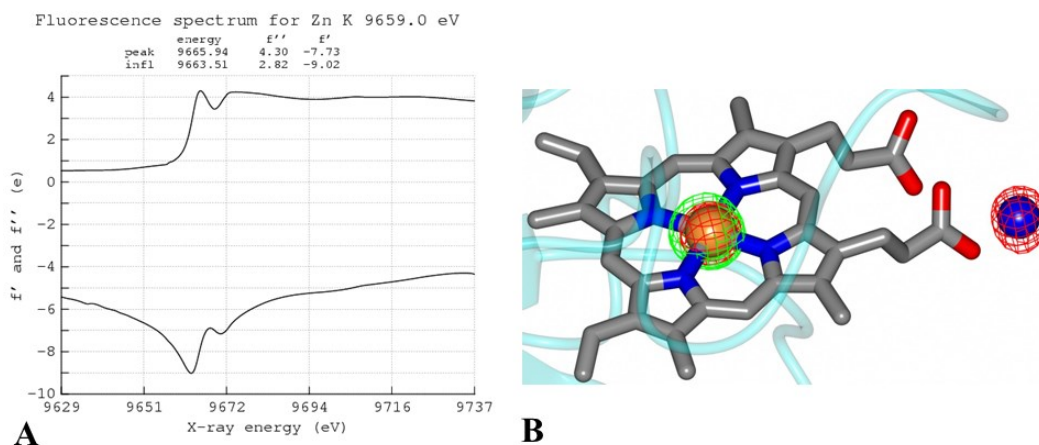 Fluorescence spectrum for Zn K 9659.0 eV
energy f'' f'
peak 9665.94 4.30 −7.73
infl 9663.51 2.82 −9.02
4
2
0
−2
−4
−6
−8
−10
f' and f'' (e)
9629 9651 9672 9694 9716 9737
X-ray energy (eV)
A
B